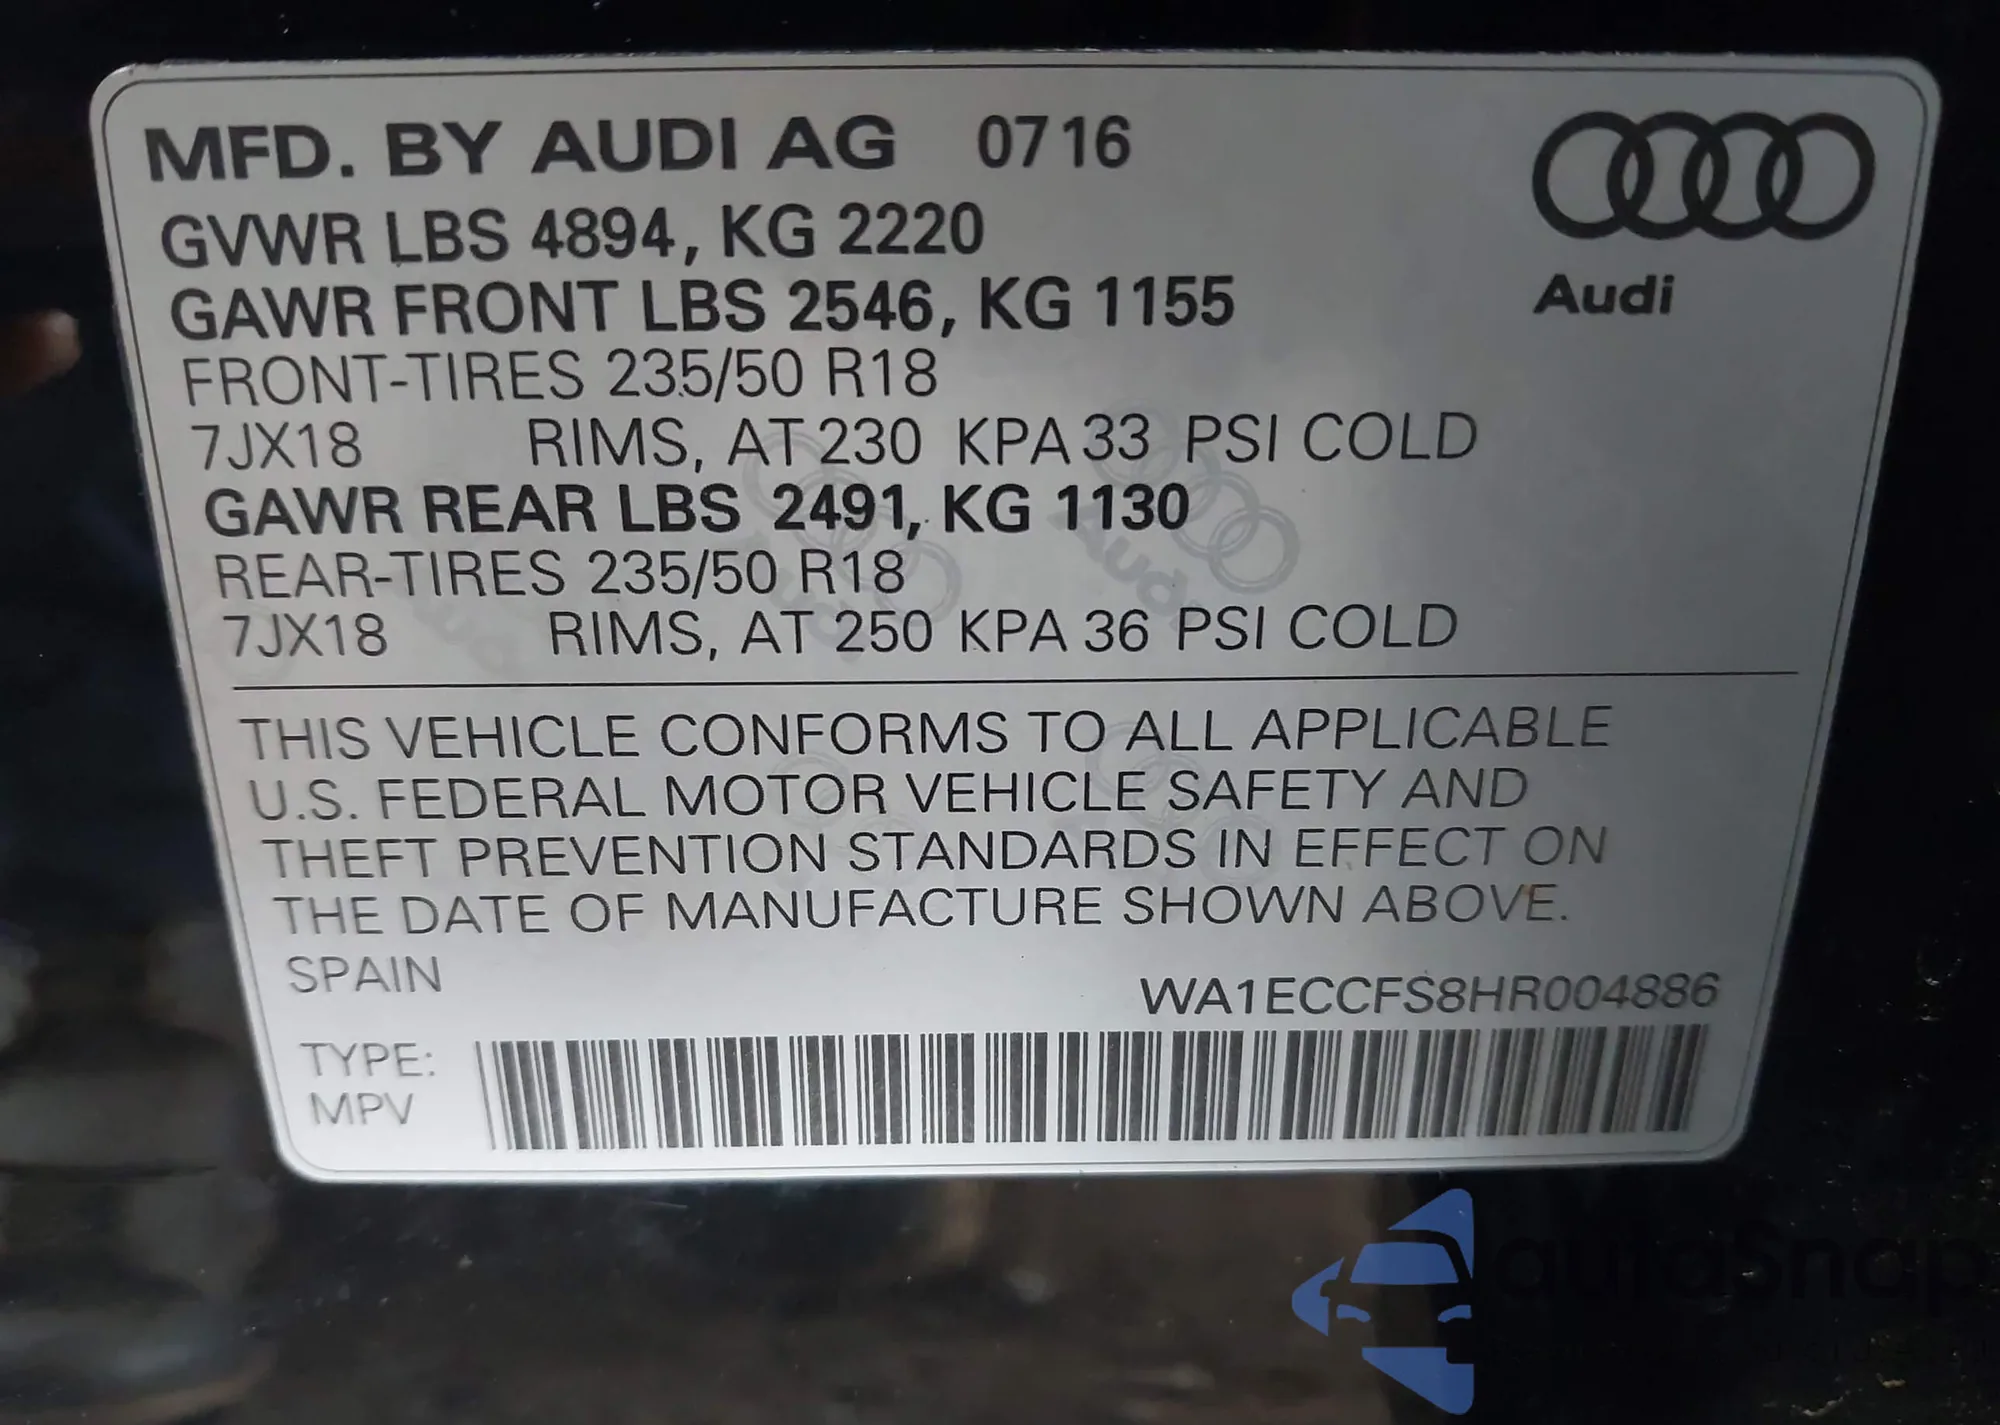 MFD. BY AUDI AG 0716
GVWR LBS 4894, KG 2220
GAWR FRONT LBS 2546, KG 1155
Audi
FRONT-TIRES 235/50 R18
7JX18 RIMS, AT 230 KPA 33 PSI COLD
GAWR REAR LBS 2491, KG 1130
REAR-TIRES 235/50 R18
7JX18 RIMS, AT 250 KPA 36 PSI COLD
THIS VEHICLE CONFORMS TO ALL APPLICABLE
U.S. FEDERAL MOTOR VEHICLE SAFETY AND
THEFT PREVENTION STANDARDS IN EFFECT ON
THE DATE OF MANUFACTURE SHOWN ABOVE.
SPAIN
WA1ECCFS8HR004886
TYPE:
MPV
autaSnap